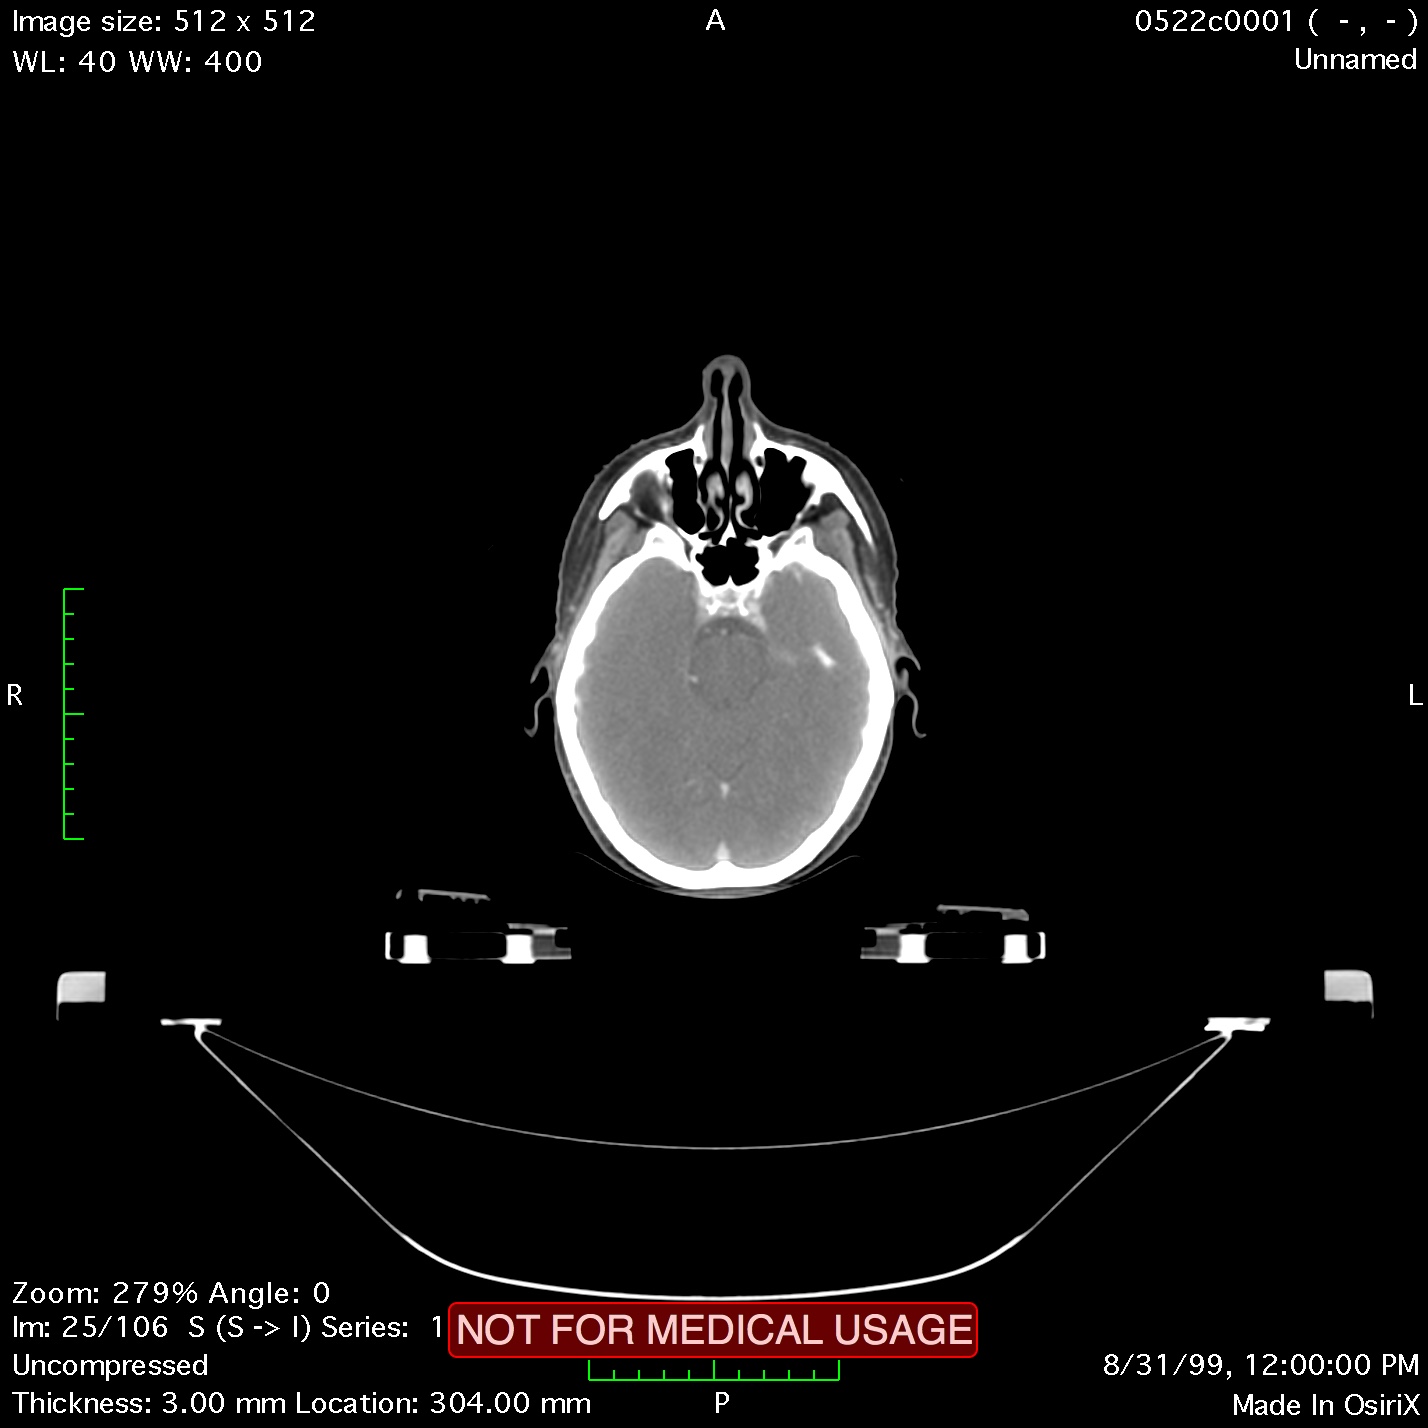 Image size: 512 x 512
WL: 40 WW: 400
A
0522c0001 ( - , - )
Unnamed
R
L
Zoom: 279% Angle: 0
Im: 25/106 S (S -> I) Series: 1
Uncompressed
Thickness: 3.00 mm Location: 304.00 mm
NOT FOR MEDICAL USAGE
P
8/31/99, 12:00:00 PM
Made In OsiriX